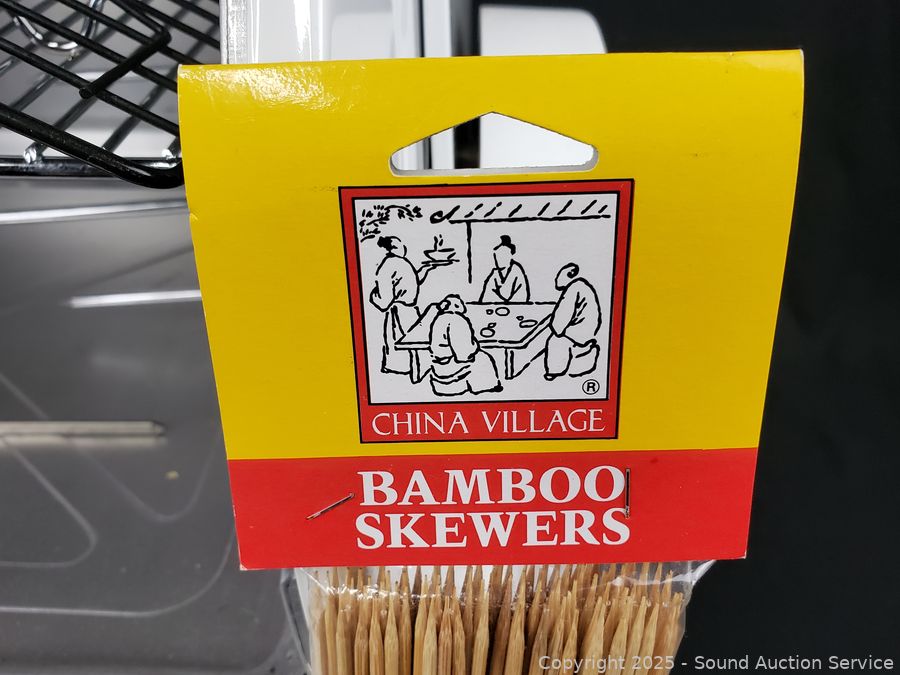 ®
CHINA VILLAGE
BAMBOO
SKEWERS
Copyright 2025 - Sound Auction Service